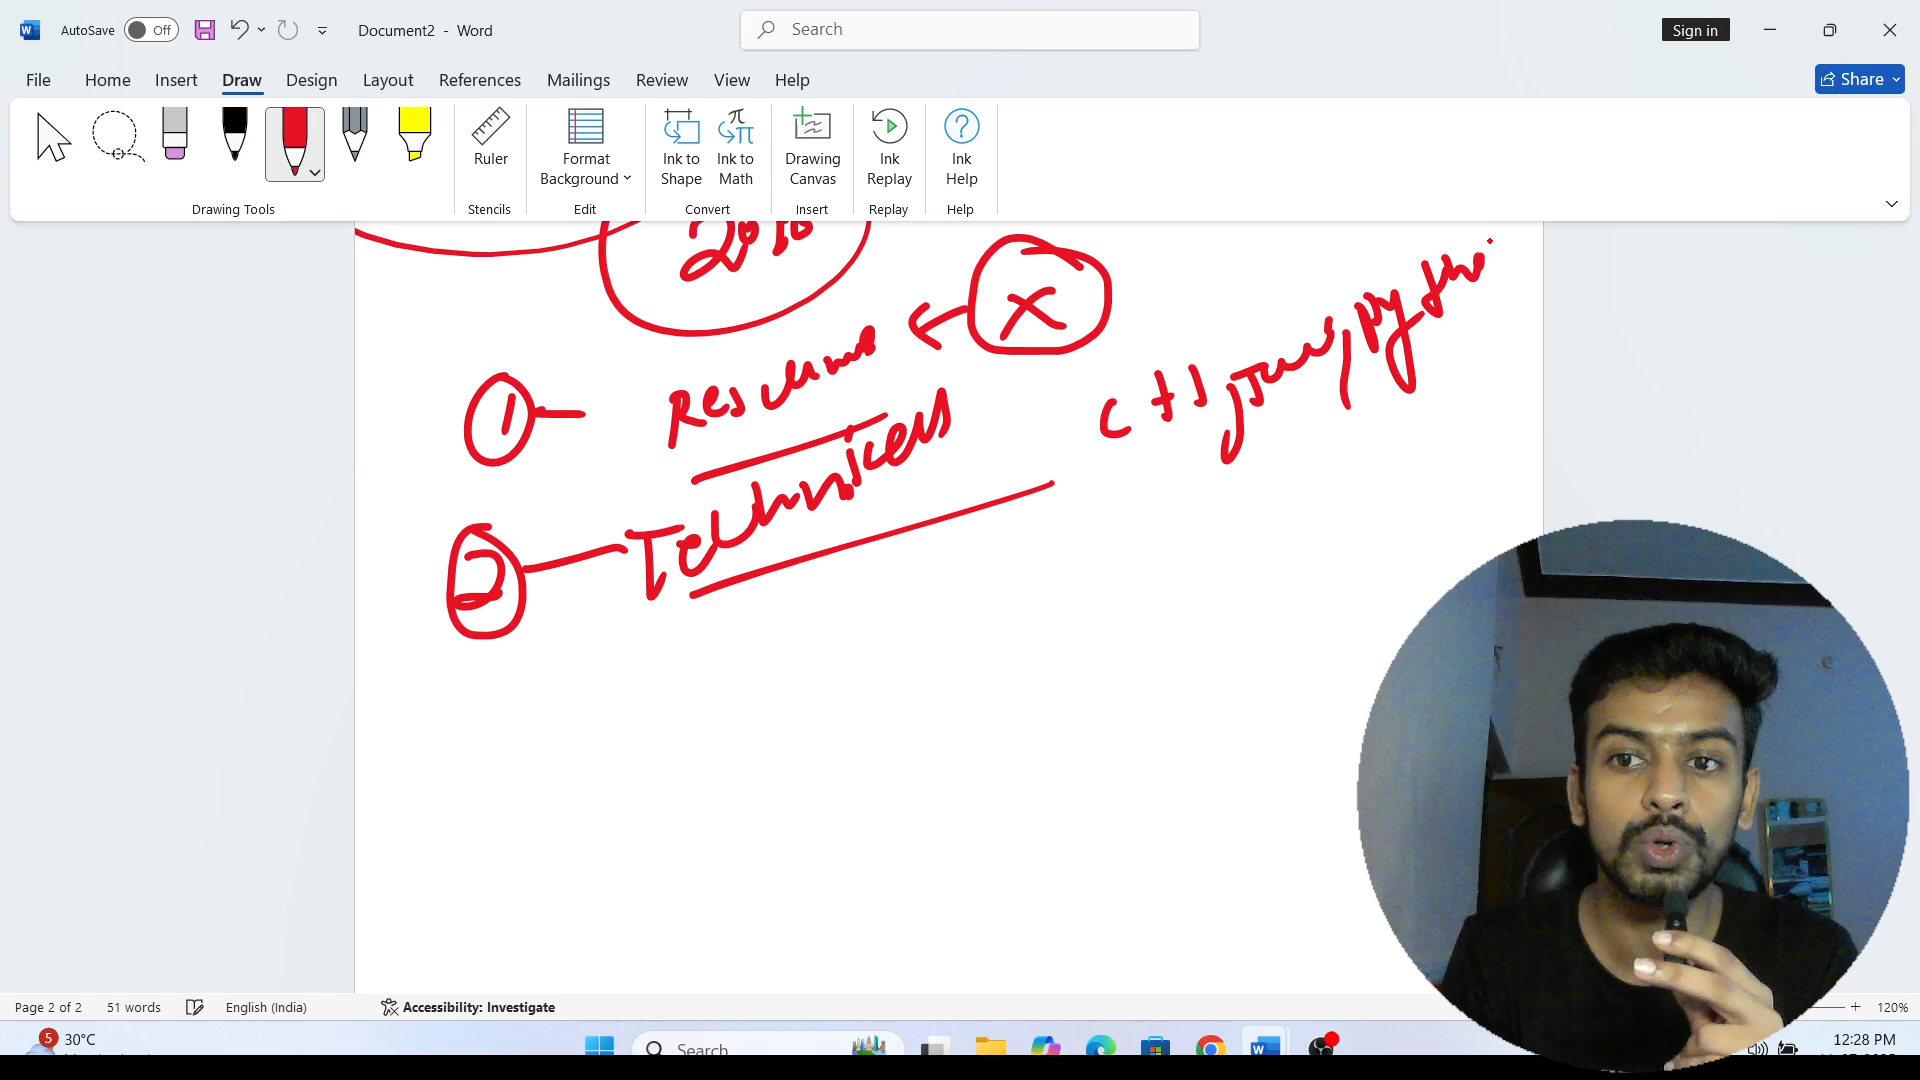 AutoSave Off Document2 - Word Search Sign in
File Home Insert Draw Design Layout References Mailings Review View Help Share
Ruler Format Background Ink to Shape Ink to Math Drawing Canvas Ink Replay Ink Help
Drawing Tools Stencils Edit Convert Insert Replay Help
X
1 Resume
C++, Java, Python
2 Technical
Page 2 of 2 51 words English (India) Accessibility: Investigate 120%
5 30°C Search 12:28 PM